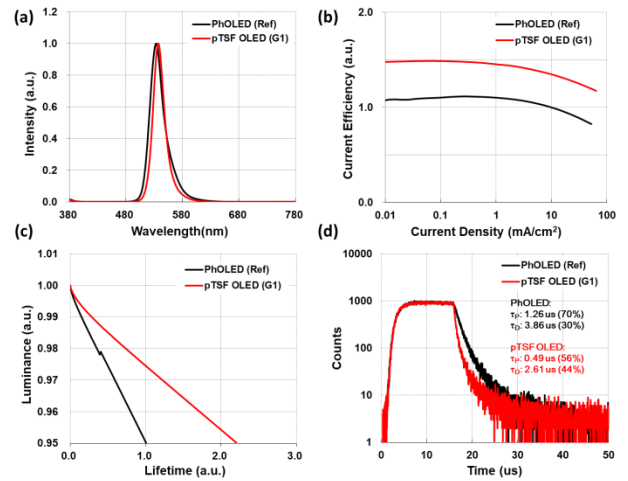 (a)
PhOLED (Ref)
pTSF OLED (G1)
Intensity (a.u.)
1.2
1.0
0.8
0.6
0.4
0.2
0.0
380
480
580
680
780
Wavelength(nm)
(b)
PhOLED (Ref)
pTSF OLED (G1)
Current Efficiency (a.u.)
2.0
1.0
0.0
0.01
0.1
1
10
100
Current Density (mA/cm²)
(c)
PhOLED (Ref)
pTSF OLED (G1)
Luminance (a.u.)
1.01
1.00
0.99
0.98
0.97
0.96
0.95
0.0
1.0
2.0
3.0
Lifetime (a.u.)
(d)
PhOLED (Ref)
pTSF OLED (G1)
PhOLED:
τP: 1.26 us (70%)
τD: 3.86 us (30%)
pTSF OLED:
τP: 0.49 us (56%)
τD: 2.61 us (44%)
Counts
10000
1000
100
10
1
0
10
20
30
40
50
Time (us)